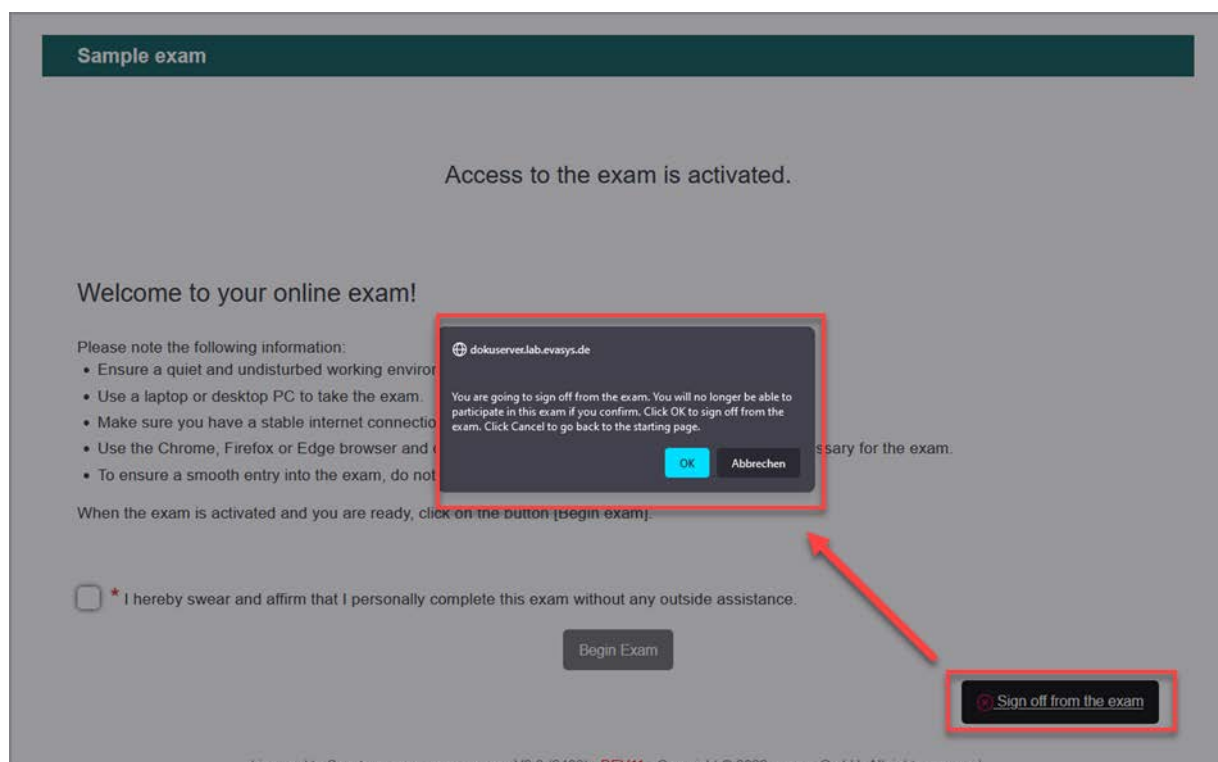 Sample exam
Access to the exam is activated.
Welcome to your online exam!
Please note the following information:
• Ensure a quiet and undisturbed working
• Use a laptop or desktop PC to take the exam.
• Make sure you have a stable internet
• Use the Chrome, Firefox or Edge browser and
for the exam.
• To ensure a smooth entry into the exam, do not
When the exam is activated and you are ready, click on the button [Begin exam].
dokuserver.lab.evasys.de
You are going to sign off from the exam. You will no longer be able to
participate in this exam if you confirm. Click OK to sign off from the
exam. Click Cancel to go back to the starting page.
OK
Abbrechen
* I hereby swear and affirm that I personally complete this exam without any outside assistance.
Begin Exam
Sign off from the exam